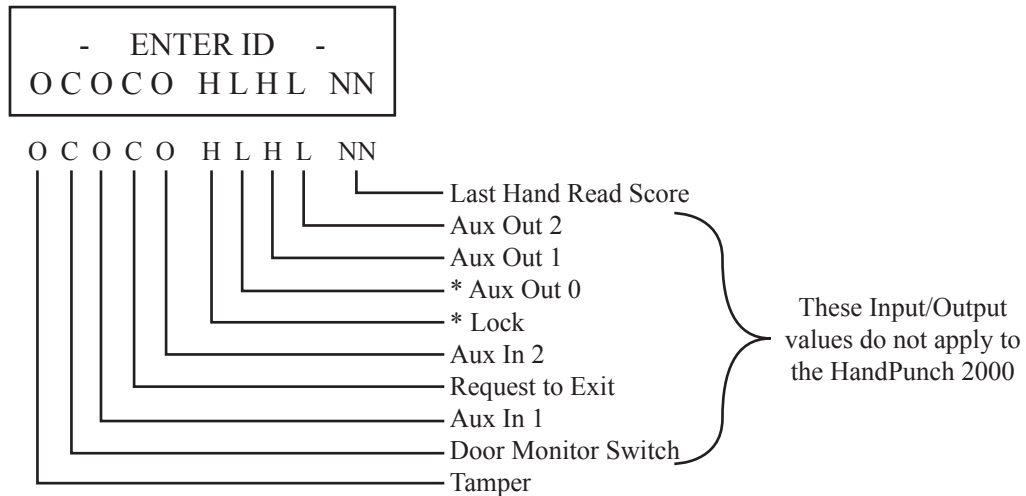 - ENTER ID -
O C O C O H L H L NN
O C O C O H L H L NN
Last Hand Read Score
Aux Out 2
Aux Out 1
* Aux Out 0
* Lock
Aux In 2
Request to Exit
Aux In 1
Door Monitor Switch
Tamper
These Input/Output
values do not apply to
the HandPunch 2000